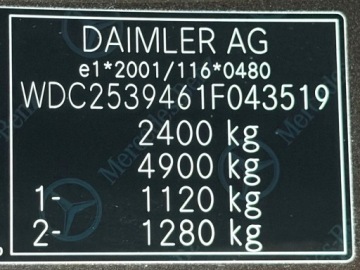 DAIMLER AG
e1*2001/116*0480
WDC2539461F043519
2400 kg
4900 kg
1- 1120 kg
2- 1280 kg